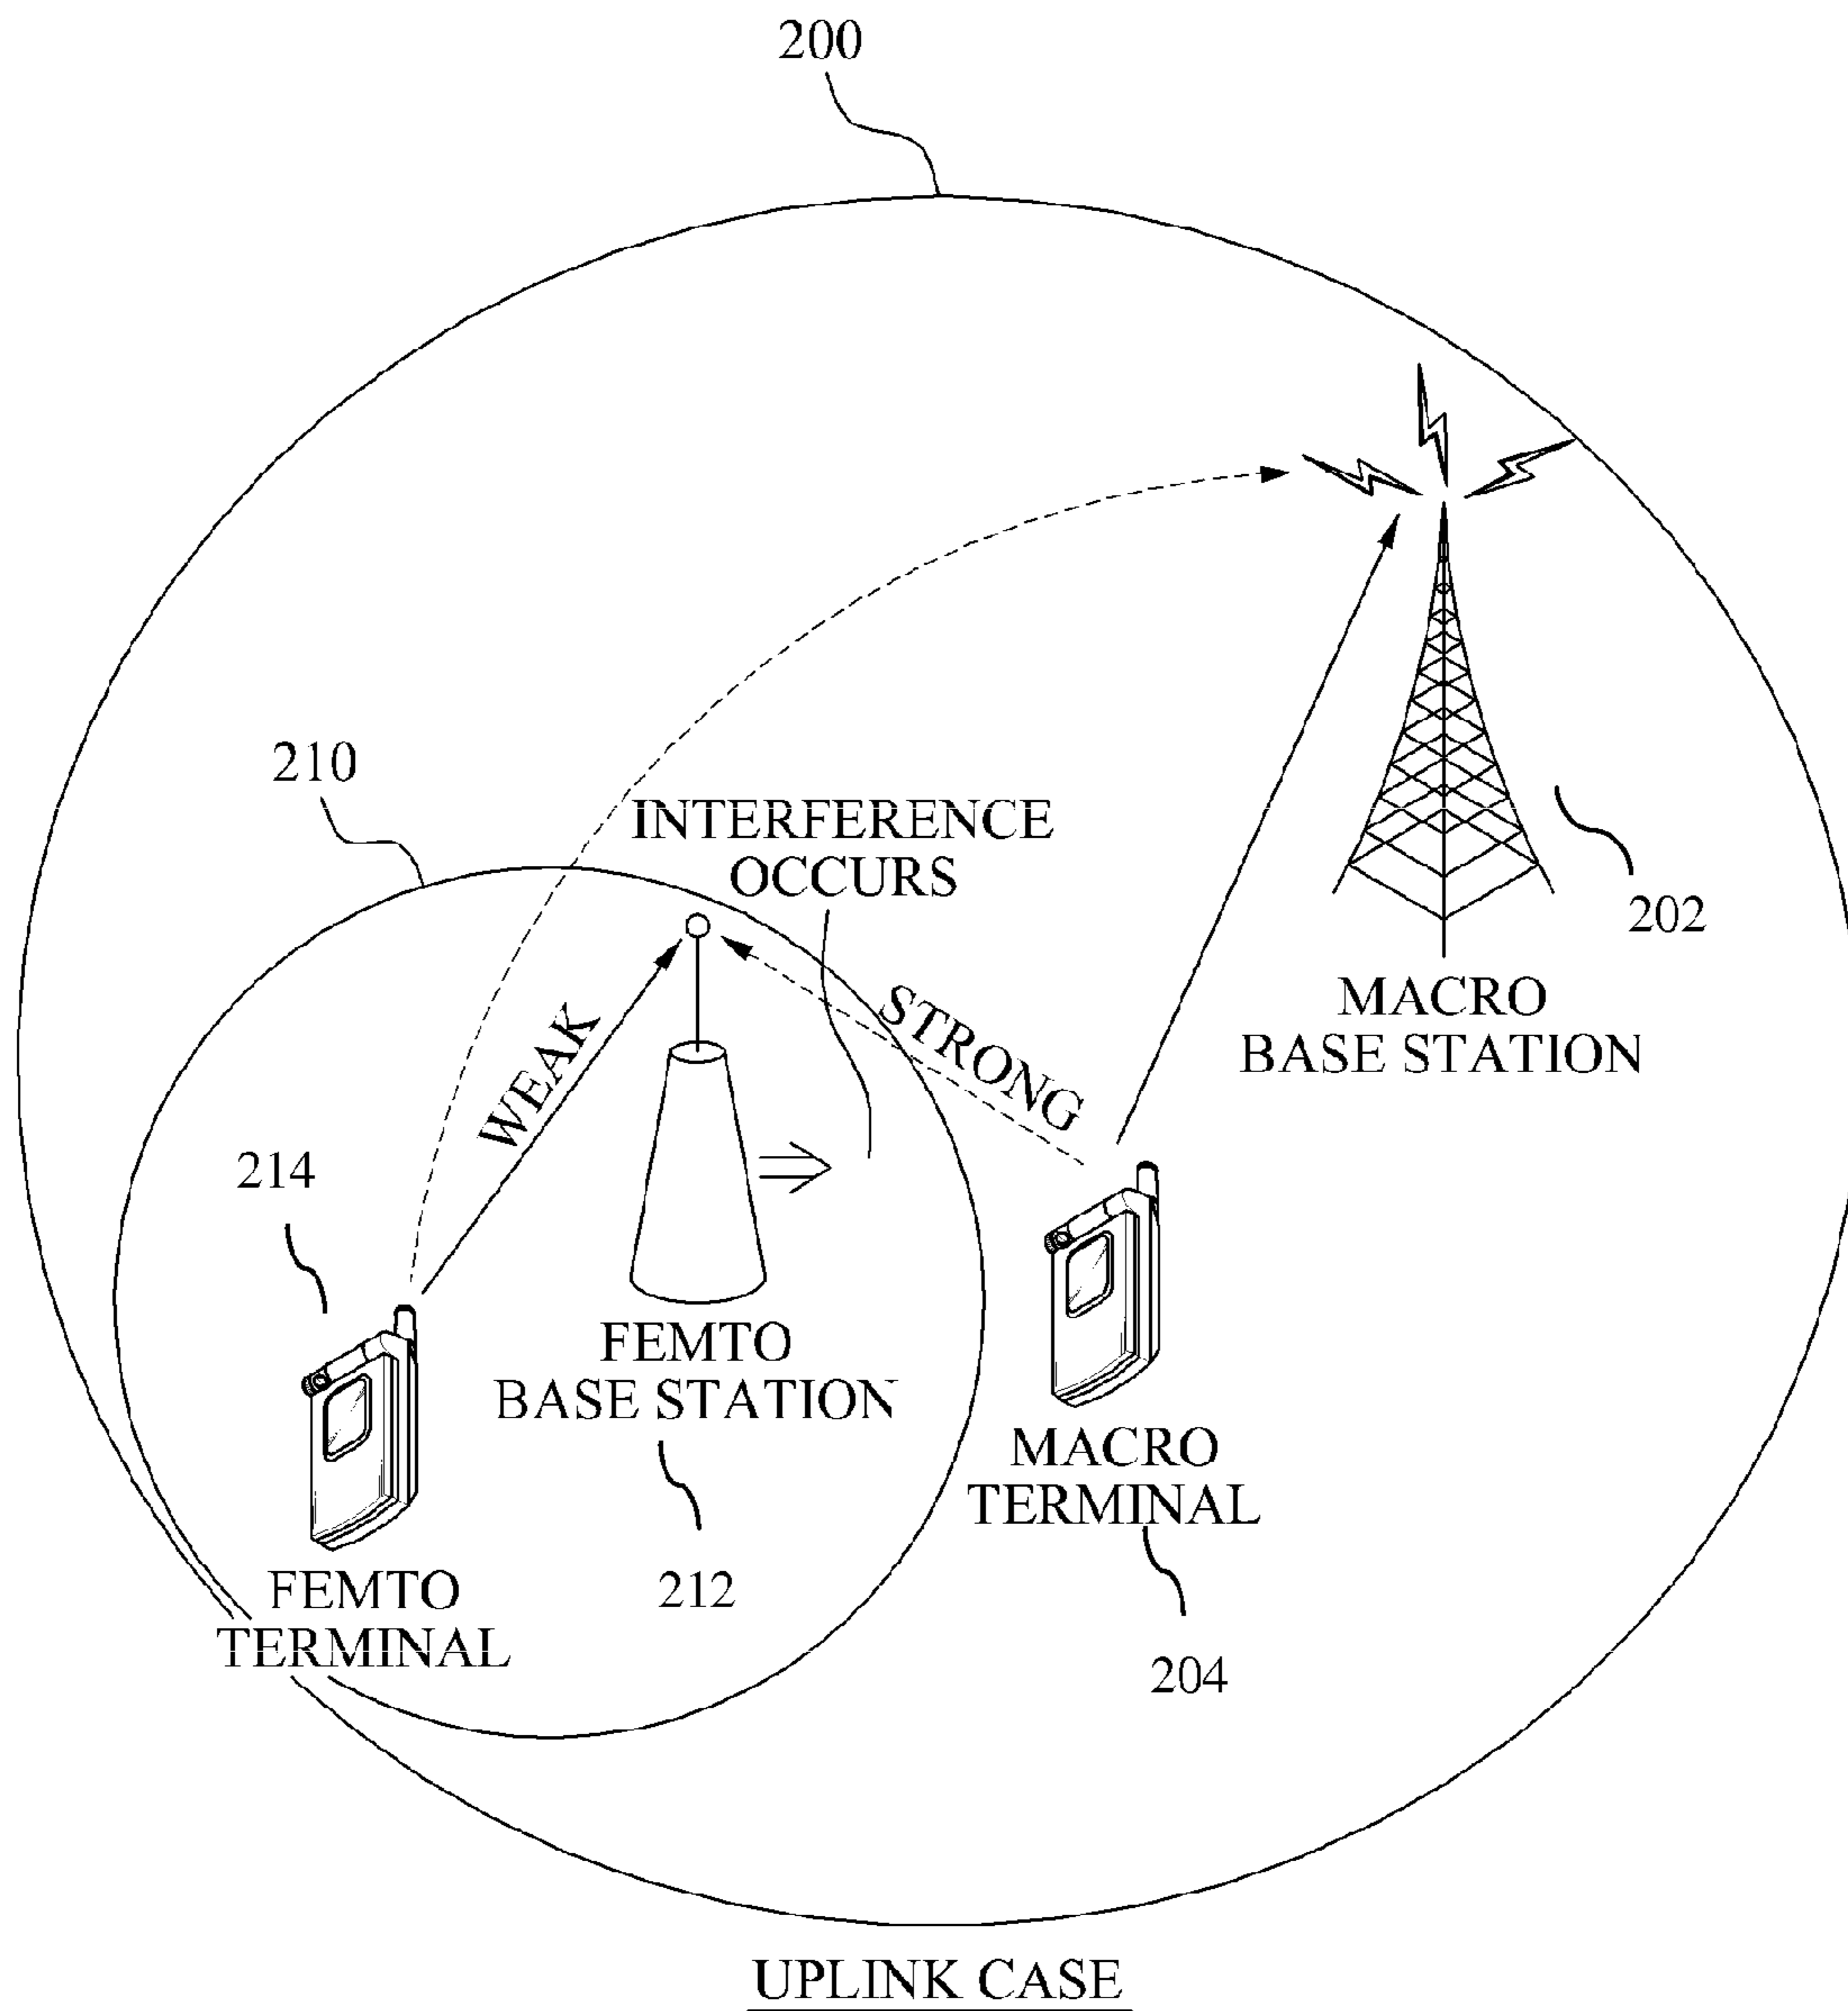 200
210
INTERFERENCE
OCCURS
202
MACRO
BASE STATION
WEAK
STRONG
214
FEMTO
BASE STATION
212
MACRO
TERMINAL
204
FEMTO
TERMINAL
UPLINK CASE